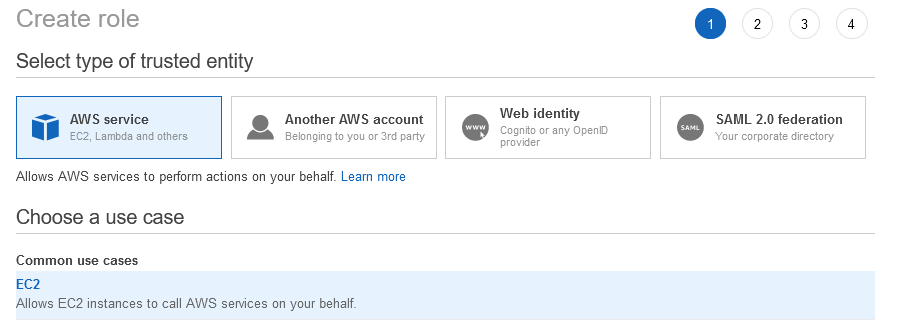 Create role
1 2 3 4
Select type of trusted entity
AWS service
EC2, Lambda and others
Another AWS account
Belonging to you or 3rd party
WWW
Web identity
Cognito or any OpenID
provider
SAML
SAML 2.0 federation
Your corporate directory
Allows AWS services to perform actions on your behalf. Learn more
Choose a use case
Common use cases
EC2
Allows EC2 instances to call AWS services on your behalf.